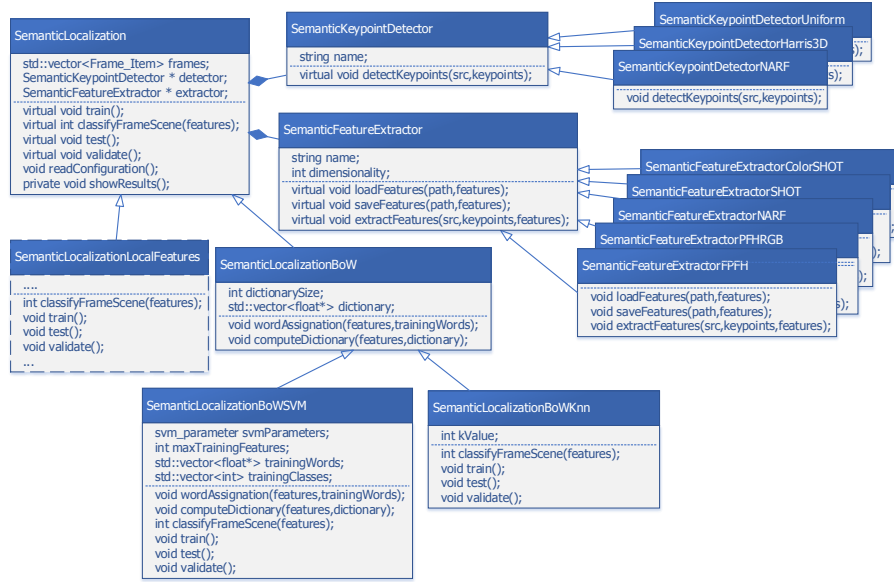 SemanticLocalization
std::vector<Frame_Item> frames;
SemanticKeypointDetector * detector;
SemanticFeatureExtractor * extractor;
virtual void train();
virtual int classifyFrameScene(features);
virtual void test();
virtual void validate();
void readConfiguration();
private void showResults();
SemanticKeypointDetector
string name;
virtual void detectKeypoints(src,keypoints);
SemanticKeypointDetectorUniform
);
SemanticKeypointDetectorHarris3D
);
SemanticKeypointDetectorNARF
void detectKeypoints(src,keypoints);
SemanticFeatureExtractor
string name;
int dimensionality;
virtual void loadFeatures(path,features);
virtual void saveFeatures(path,features);
virtual void extractFeatures(src,keypoints,features);
SemanticFeatureExtractorColorSHOT
SemanticFeatureExtractorSHOT
SemanticFeatureExtractorNARF
SemanticFeatureExtractorPFHRGB
SemanticFeatureExtractorFPFH
void loadFeatures(path,features);
void saveFeatures(path,features);
void extractFeatures(src,keypoints,features);
SemanticLocalizationLocalFeatures
....
int classifyFrameScene(features);
void train();
void test();
void validate();
...
SemanticLocalizationBoW
int dictionarySize;
std::vector<float*> dictionary;
void wordAssignation(features,trainingWords);
void computeDictionary(features,dictionary);
SemanticLocalizationBoWSVM
svm_parameter svmParameters;
int maxTrainingFeatures;
std::vector<float*> trainingWords;
std::vector<int> trainingClasses;
void wordAssignation(features,trainingWords);
void computeDictionary(features,dictionary);
int classifyFrameScene(features);
void train();
void test();
void validate();
SemanticLocalizationBoWKnn
int kValue;
int classifyFrameScene(features);
void train();
void test();
void validate();